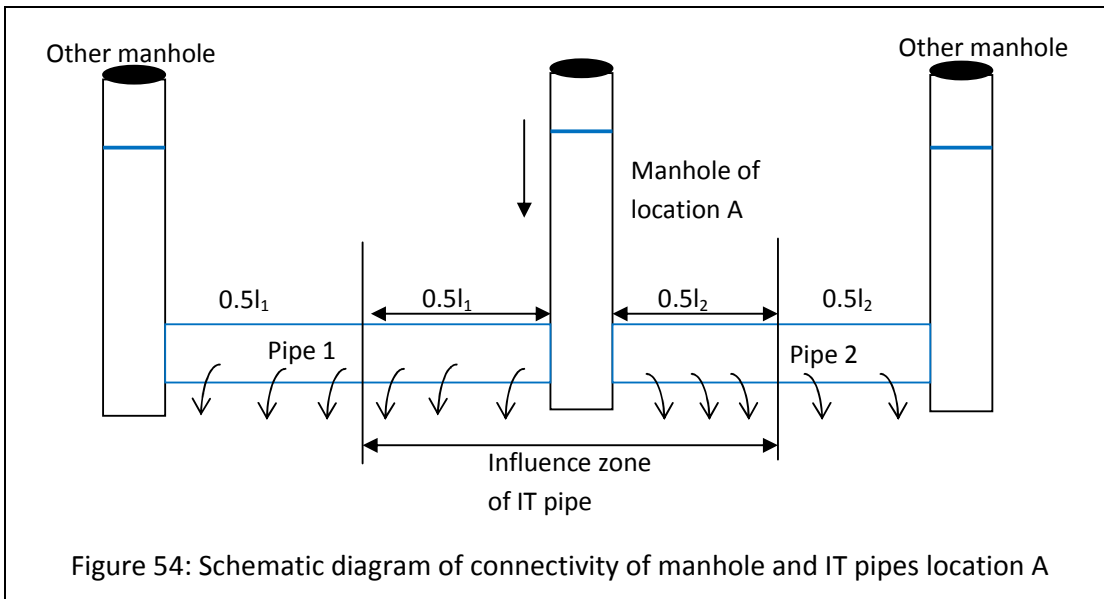 Other manhole
Other manhole
Manhole of
location A
0.5l₁
0.5l₁
0.5l₂
0.5l₂
Pipe 1
Pipe 2
Influence zone
of IT pipe
Figure 54: Schematic diagram of connectivity of manhole and IT pipes location A